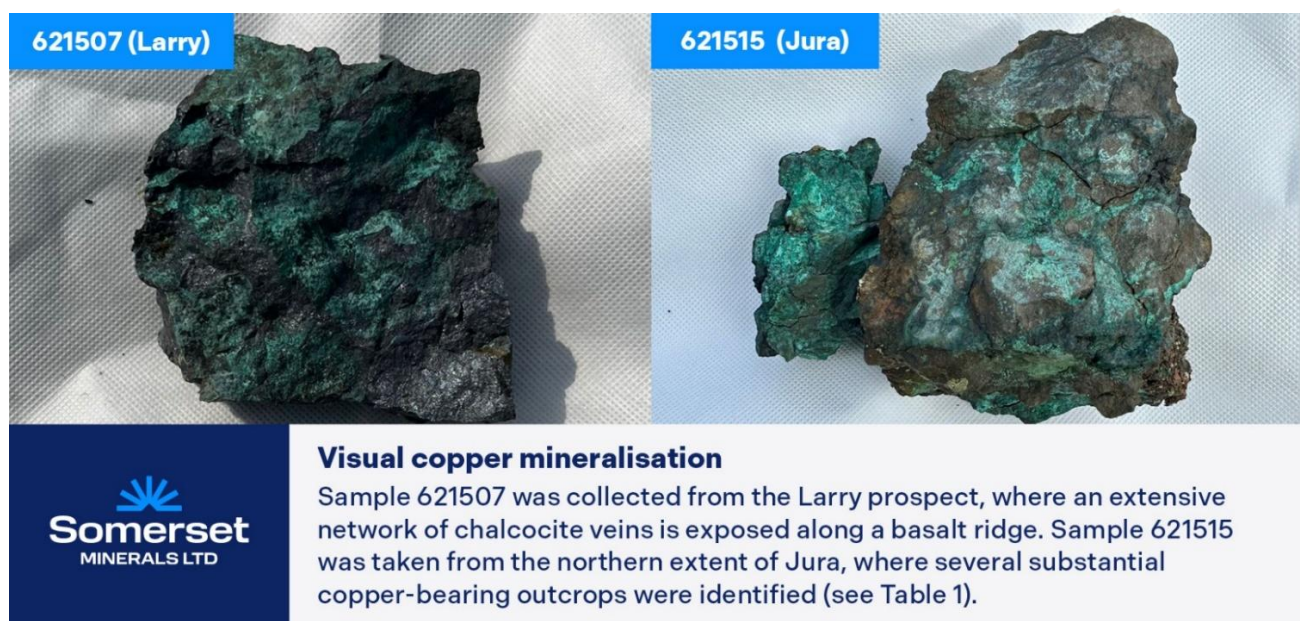 621507 (Larry)
621515 (Jura)
Somerset
MINERALS LTD
Visual copper mineralisation
Sample 621507 was collected from the Larry prospect, where an extensive
network of chalcocite veins is exposed along a basalt ridge. Sample 621515
was taken from the northern extent of Jura, where several substantial
copper-bearing outcrops were identified (see Table 1).